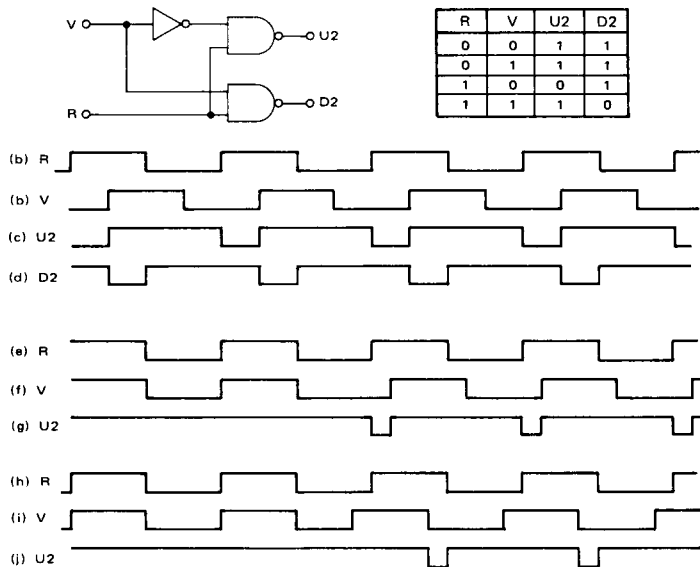 V
U2
D2
R
R V U2 D2
0 0 1 1
0 1 1 1
1 0 0 1
1 1 1 0
(b) R
(b) V
(c) U2
(d) D2
(e) R
(f) V
(g) U2
(h) R
(i) V
(j) U2